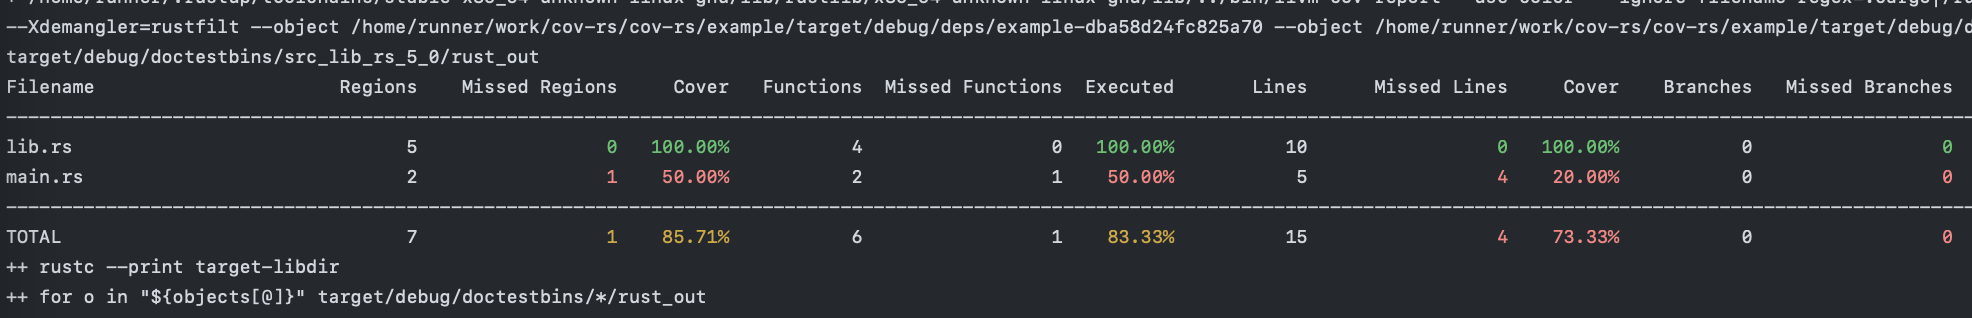 --Xdemangler=rustfilt --object /home/runner/work/cov-rs/cov-rs/example/target/debug/deps/example-dba58d24fc825a70 --object /home/runner/work/cov-rs/cov-rs/example/target/debug/d
target/debug/doctestbins/src_lib_rs_5_0/rust_out
Filename Regions Missed Regions Cover Functions Missed Functions Executed Lines Missed Lines Cover Branches Missed Branches
lib.rs 5 0 100.00% 4 0 100.00% 10 0 100.00% 0 0
main.rs 2 1 50.00% 2 1 50.00% 5 4 20.00% 0 0
TOTAL 7 1 85.71% 6 1 83.33% 15 4 73.33% 0 0
++ rustc --print target-libdir
++ for o in "${objects[@]}" target/debug/doctestbins/*/rust_out